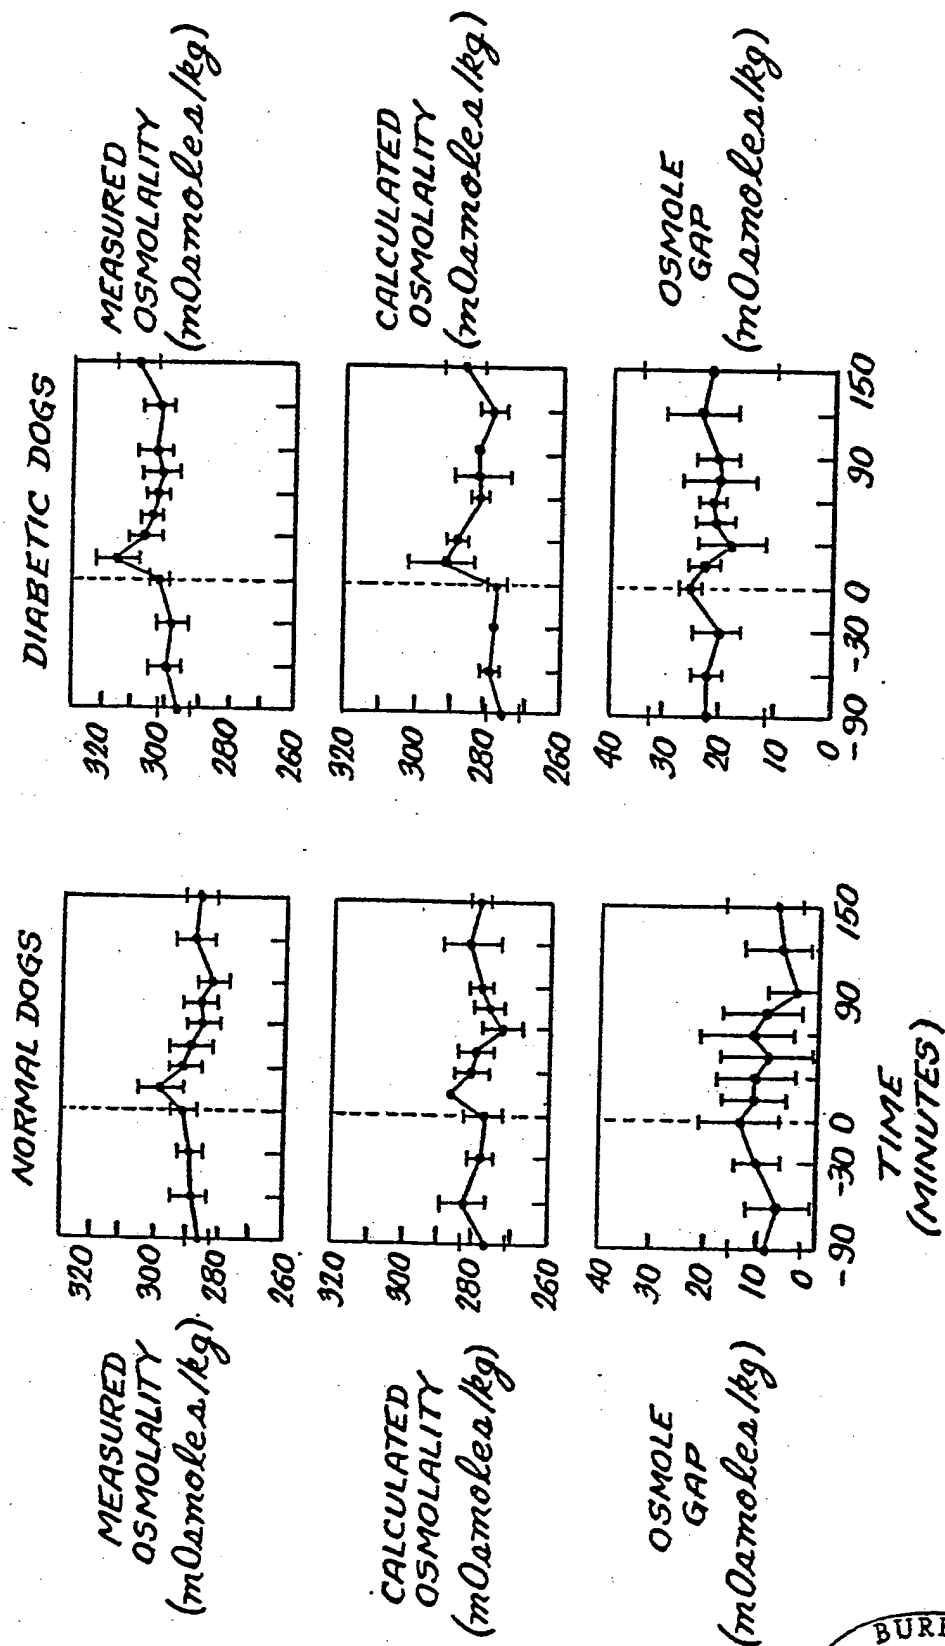 NORMAL DOGS
DIABETIC DOGS
MEASURED
OSMOLALITY
(mOsmoles/kg)
320
300
280
260
320
300
280
260
MEASURED
OSMOLALITY
(mOsmoles/kg)
CALCULATED
OSMOLALITY
(mOsmoles/kg)
320
300
280
260
320
300
280
260
CALCULATED
OSMOLALITY
(mOsmoles/kg)
OSMOLE
GAP
(mOsmoles/kg)
40
30
20
10
0
40
30
20
10
0
OSMOLE
GAP
(mOsmoles/kg)
-90 -30 0 90 150
-90 -30 0 90 150
TIME
(MINUTES)